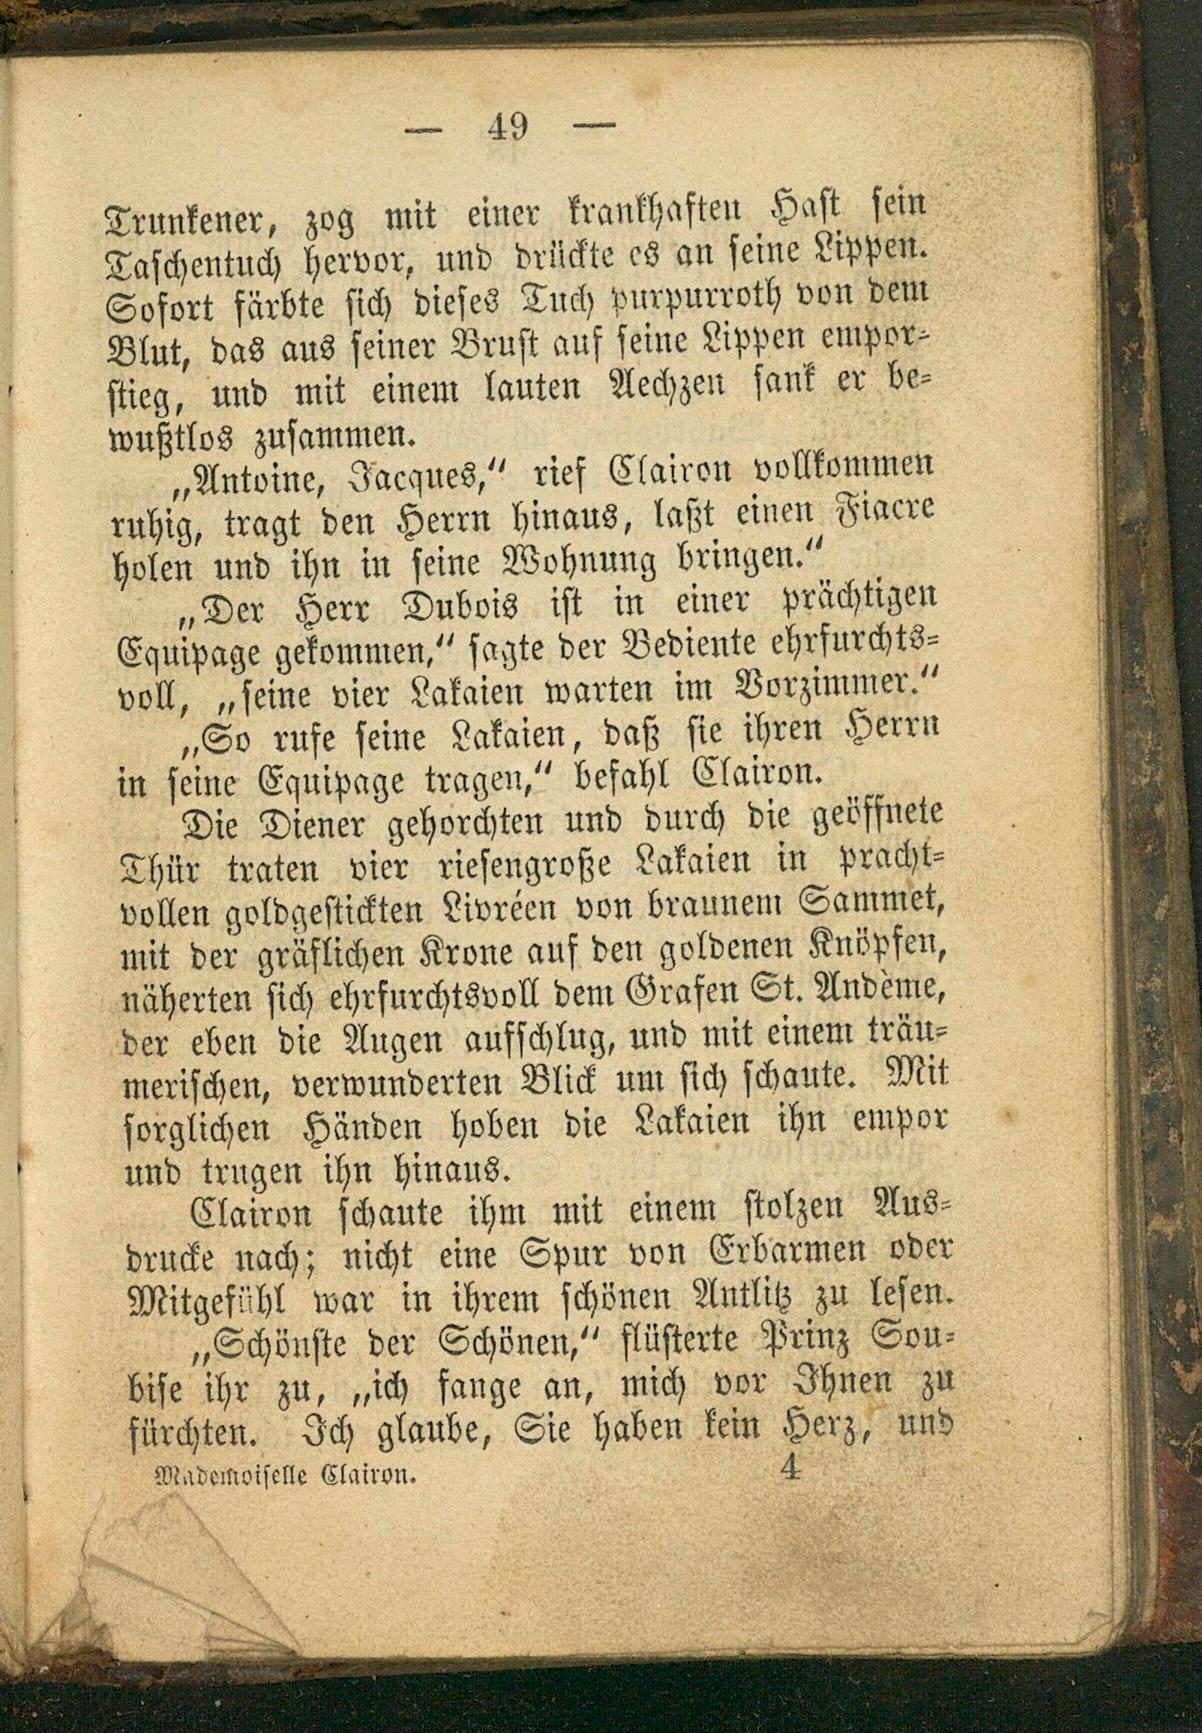 — 49 —
Trunkener, zog mit einer krankhaften Hast sein
Taschentuch hervor, und drückte es an seine Lippen.
Sofort färbte sich dieses Tuch purpurroth von dem
Blut, das aus seiner Brust auf seine Lippen empor-
stieg, und mit einem lauten Aechzen sank er be-
wußtlos zusammen.
„Antoine, Jacques,“ rief Clairon vollkommen
ruhig, tragt den Herrn hinaus, laßt einen Fiacre
holen und ihn in seine Wohnung bringen.“
„Der Herr Dubois ist in einer prächtigen
Equipage gekommen,“ sagte der Bediente ehrfurchts-
voll, „seine vier Lakaien warten im Vorzimmer.“
„So rufe seine Lakaien, daß sie ihren Herrn
in seine Equipage tragen,“ befahl Clairon.
Die Diener gehorchten und durch die geöffnete
Thür traten vier riesengroße Lakaien in pracht-
vollen goldgestickten Livréen von braunem Sammet,
mit der gräflichen Krone auf den goldenen Knöpfen,
näherten sich ehrfurchtsvoll dem Grafen St. Andème,
der eben die Augen aufschlug, und mit einem träu-
merischen, verwunderten Blick um sich schaute. Mit
sorglichen Händen hoben die Lakaien ihn empor
und trugen ihn hinaus.
Clairon schaute ihm mit einem stolzen Aus-
drucke nach; nicht eine Spur von Erbarmen oder
Mitgefühl war in ihrem schönen Antlitz zu lesen.
„Schönste der Schönen,“ flüsterte Prinz Sou-
bise ihr zu, „ich fange an, mich vor Ihnen zu
fürchten. Ich glaube, Sie haben kein Herz, und
Mademoiselle Clairon. 4